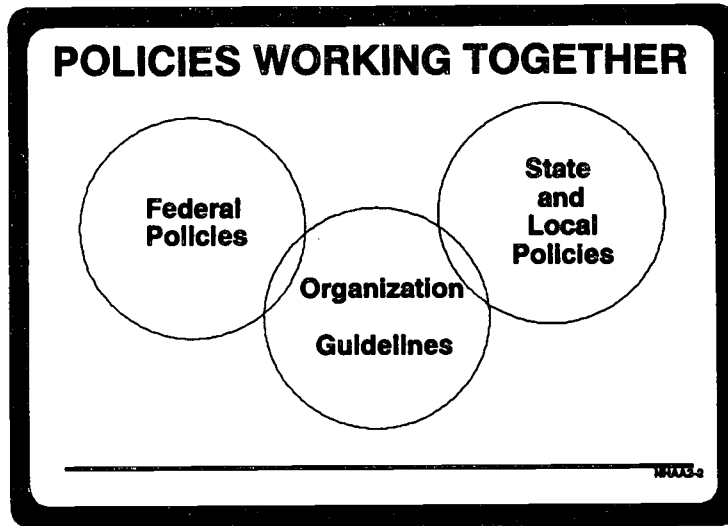 POLICIES WORKING TOGETHER
Federal
Policies
State
and
Local
Policies
Organization
Guidelines